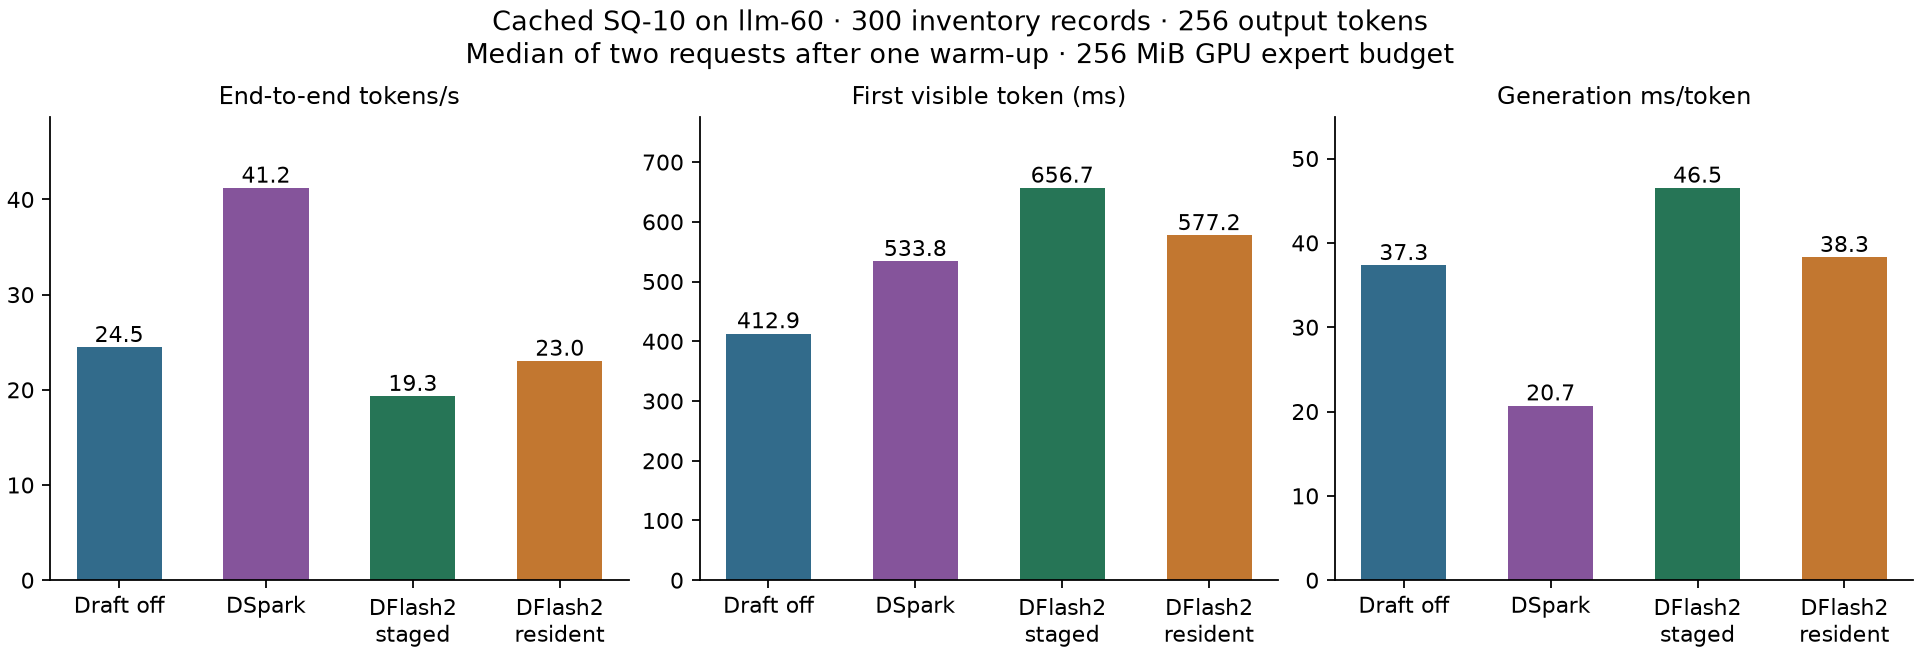 Cached SQ-10 on llm-60 · 300 inventory records · 256 output tokens
Median of two requests after one warm-up · 256 MiB GPU expert budget
End-to-end tokens/s
40
30
20
10
0
24.5
41.2
19.3
23.0
Draft off
DSpark
DFlash2
staged
DFlash2
resident
First visible token (ms)
700
600
500
400
300
200
100
0
412.9
533.8
656.7
577.2
Draft off
DSpark
DFlash2
staged
DFlash2
resident
Generation ms/token
50
40
30
20
10
0
37.3
20.7
46.5
38.3
Draft off
DSpark
DFlash2
staged
DFlash2
resident